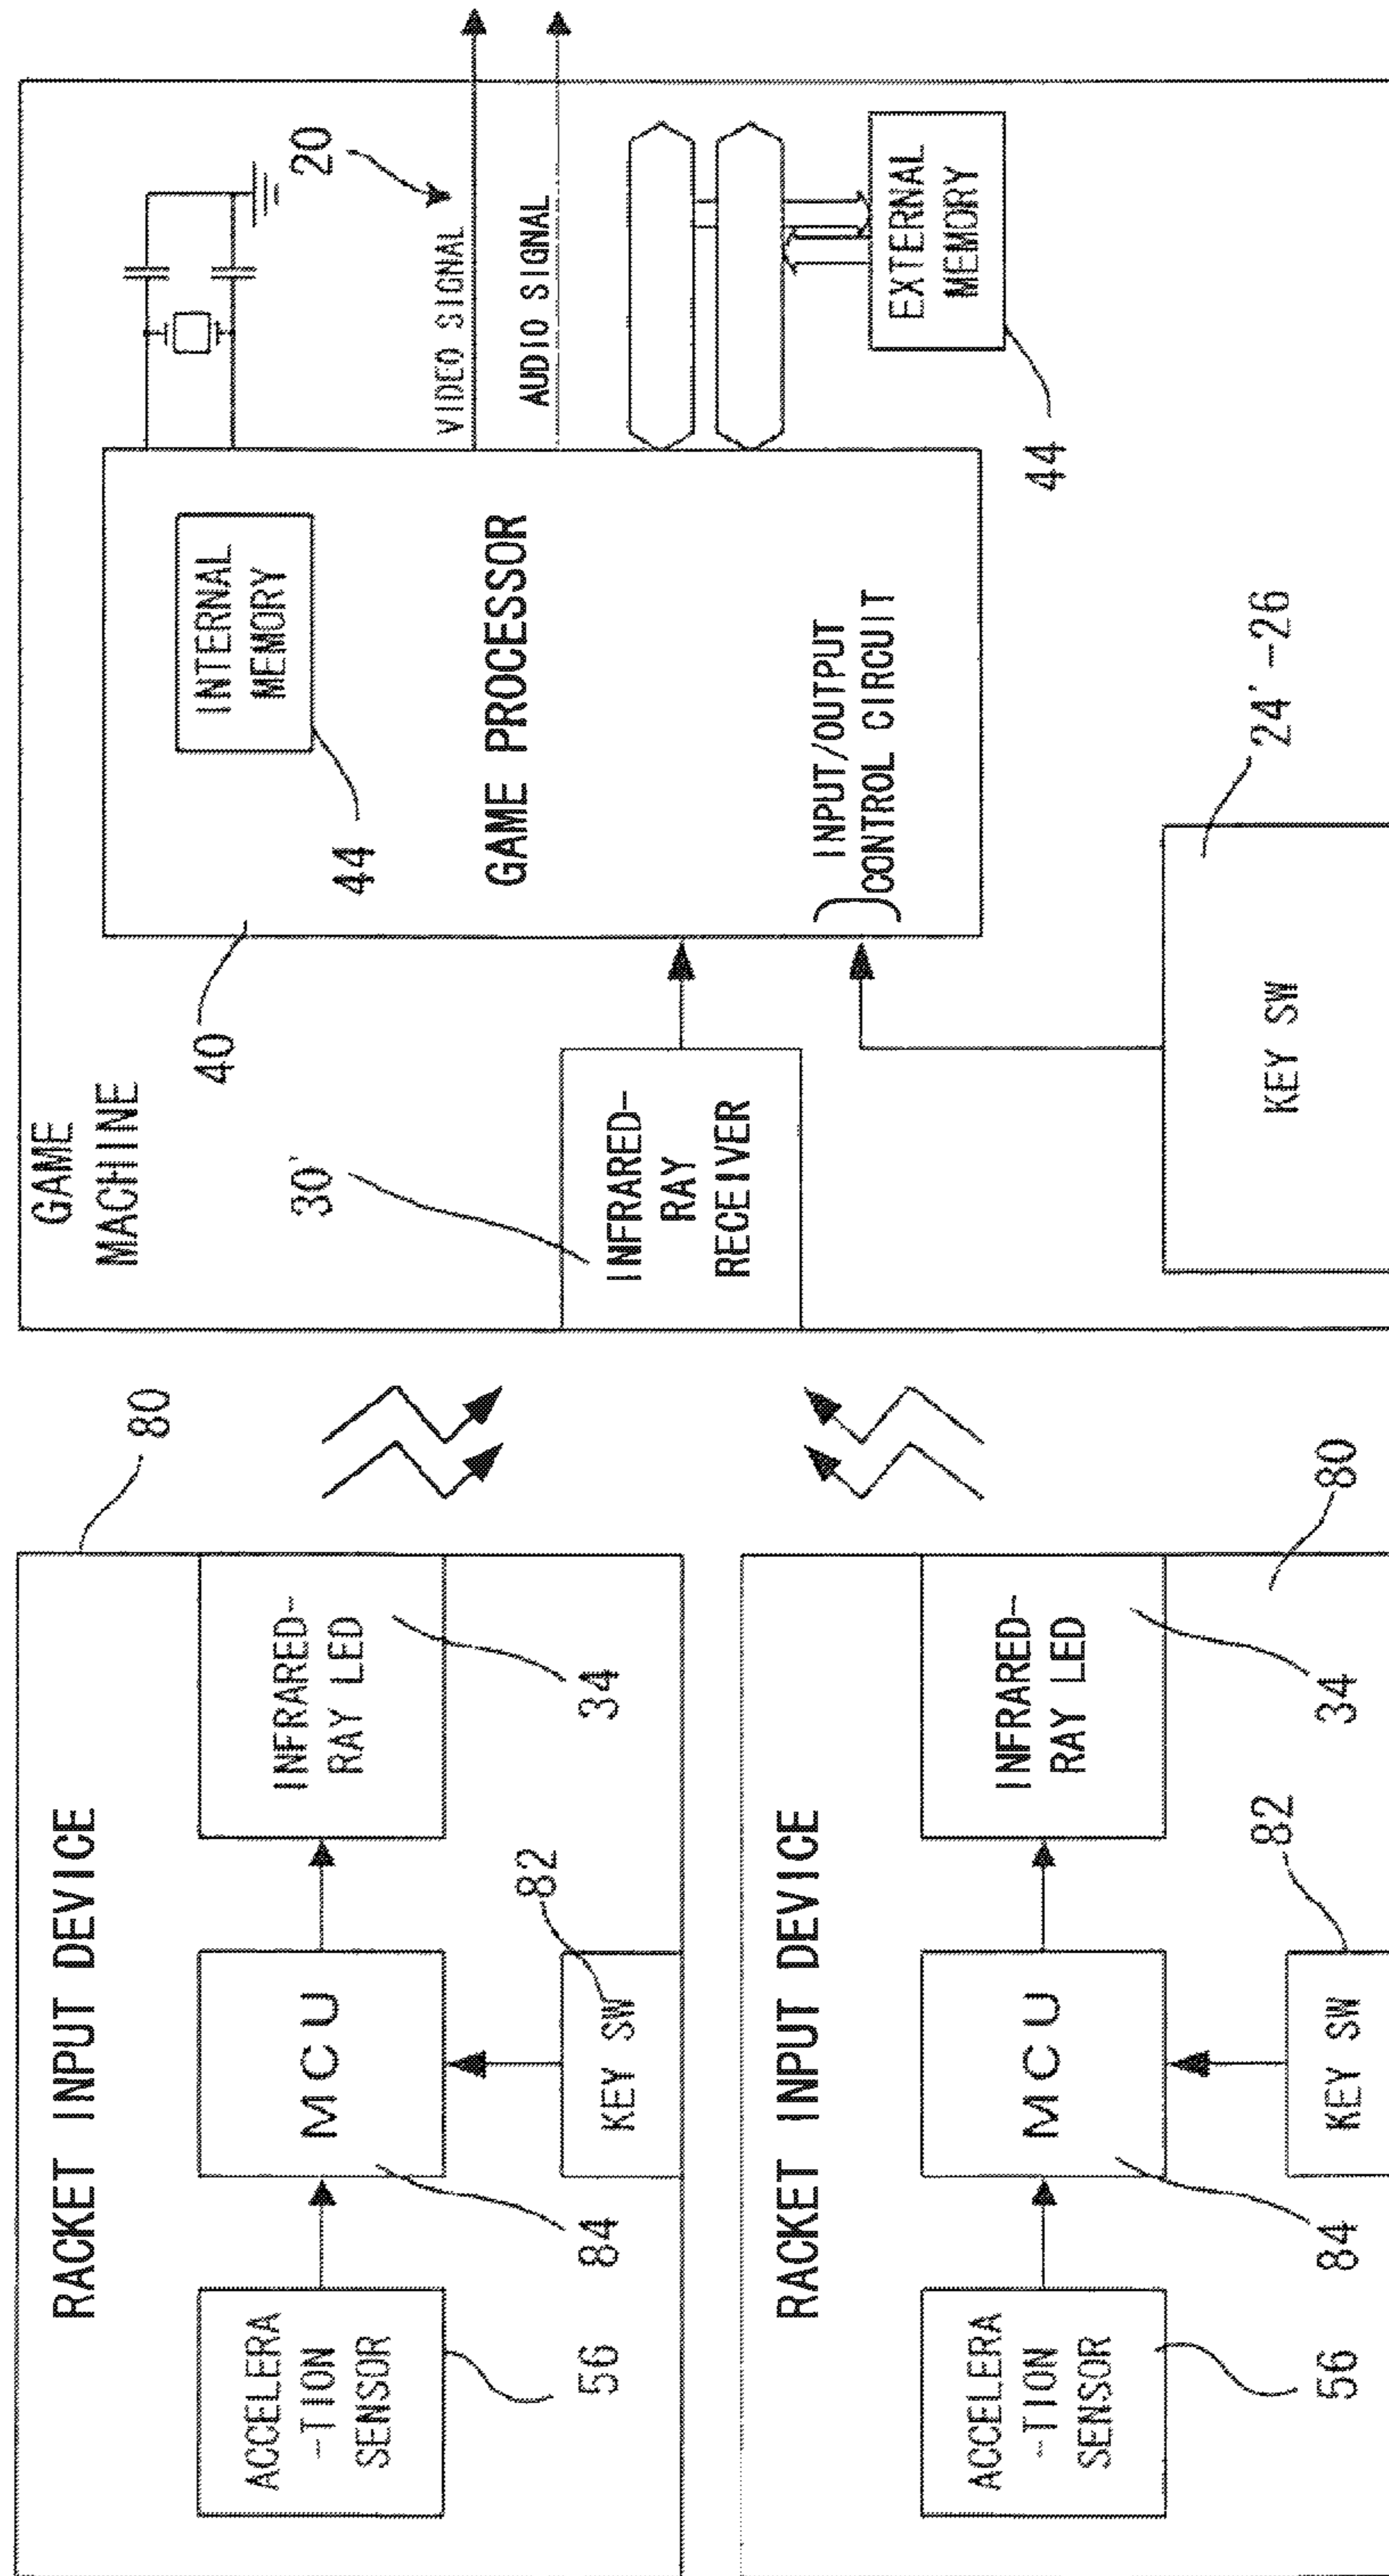 RACKET INPUT DEVICE
80
ACCELERA
-TION
SENSOR
56
MCU
84
INFRARED-
RAY LED
34
KEY SW
82
RACKET INPUT DEVICE
80
ACCELERA
-TION
SENSOR
56
MCU
84
INFRARED-
RAY LED
34
KEY SW
82
GAME
MACHINE
40
30'
INFRARED-
RAY
RECEIVER
INTERNAL
MEMORY
44
GAME PROCESSOR
INPUT/OUTPUT
CONTROL CIRCUIT
KEY SW
24'-26
20
VIDEO SIGNAL
AUDIO SIGNAL
EXTERNAL
MEMORY
44